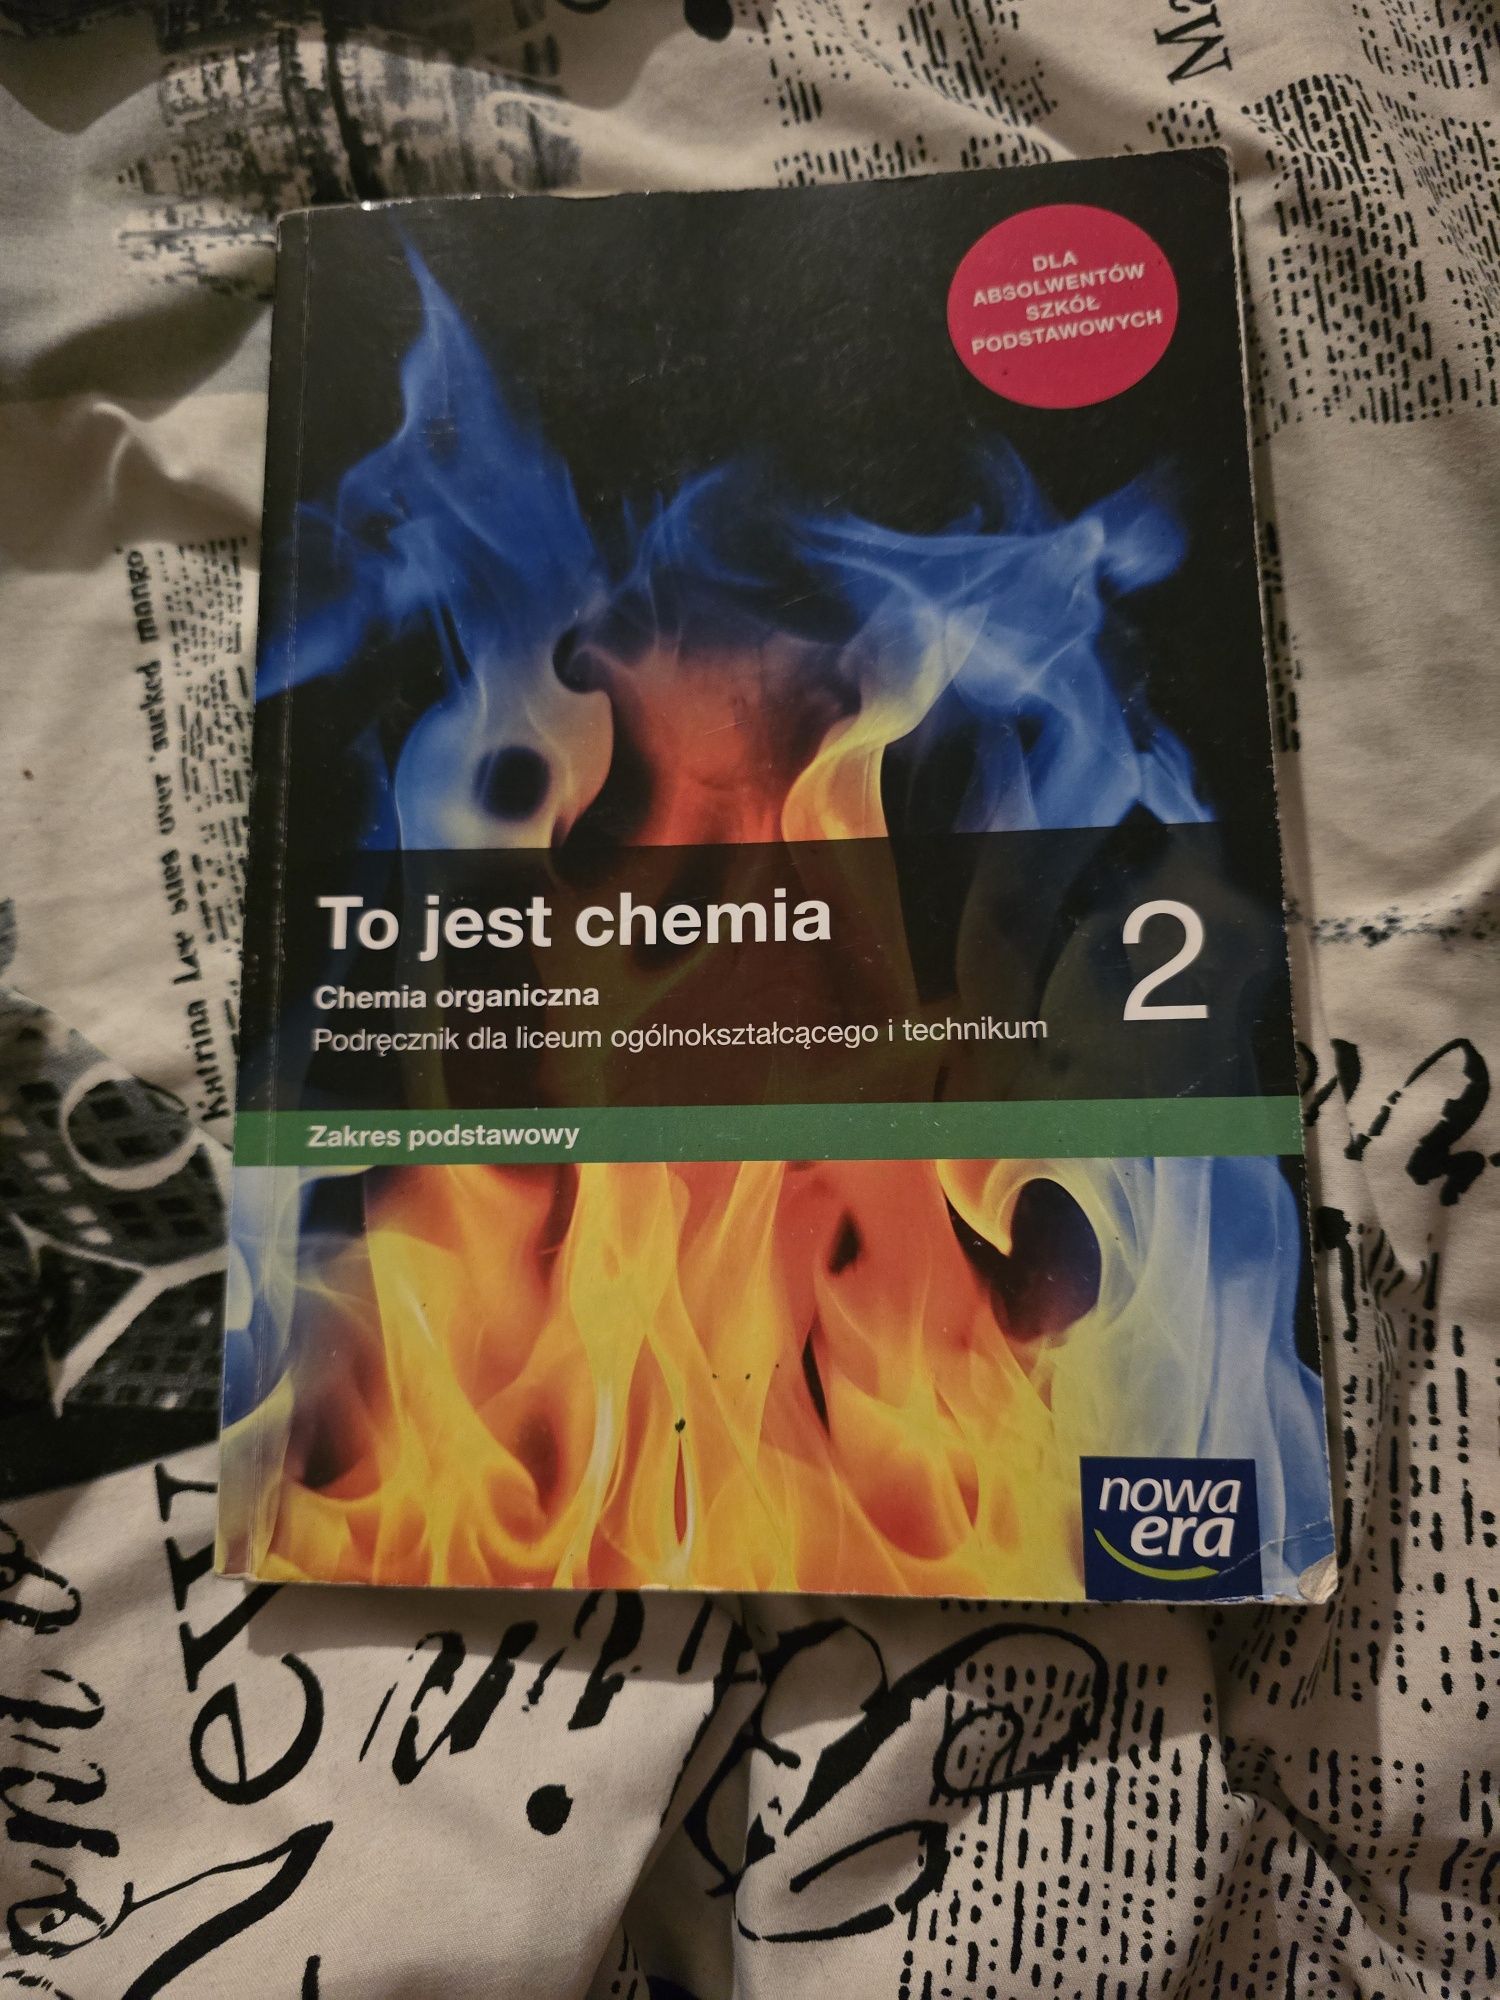 DLA
ABSOLWENTÓW
SZKÓŁ
PODSTAWOWYCH
To jest chemia
2
Chemia organiczna
Podręcznik dla liceum ogólnokształcącego i technikum
Zakres podstawowy
nowa
era